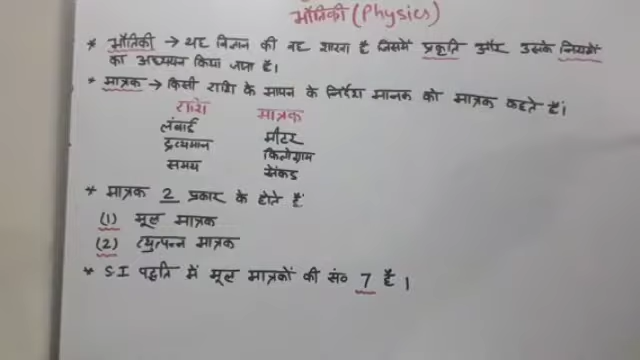 भौतिकी (Physics)
* भौतिकी → यह विज्ञान की वह शाखा है जिसमें प्रकृति और उसके नियमों
का अध्ययन किया जाता है।
* मात्रक → किसी राशि के मापन के निर्देश मानक को मात्रक कहते हैं।
राशि मात्रक
लंबाई मीटर
द्रव्यमान किलोग्राम
समय सेकंड
* मात्रक 2 प्रकार के होते हैं
(1) मूल मात्रक
(2) व्युत्पन्न मात्रक
* S.I पद्धति में मूल मात्रकों की सं० 7 है।